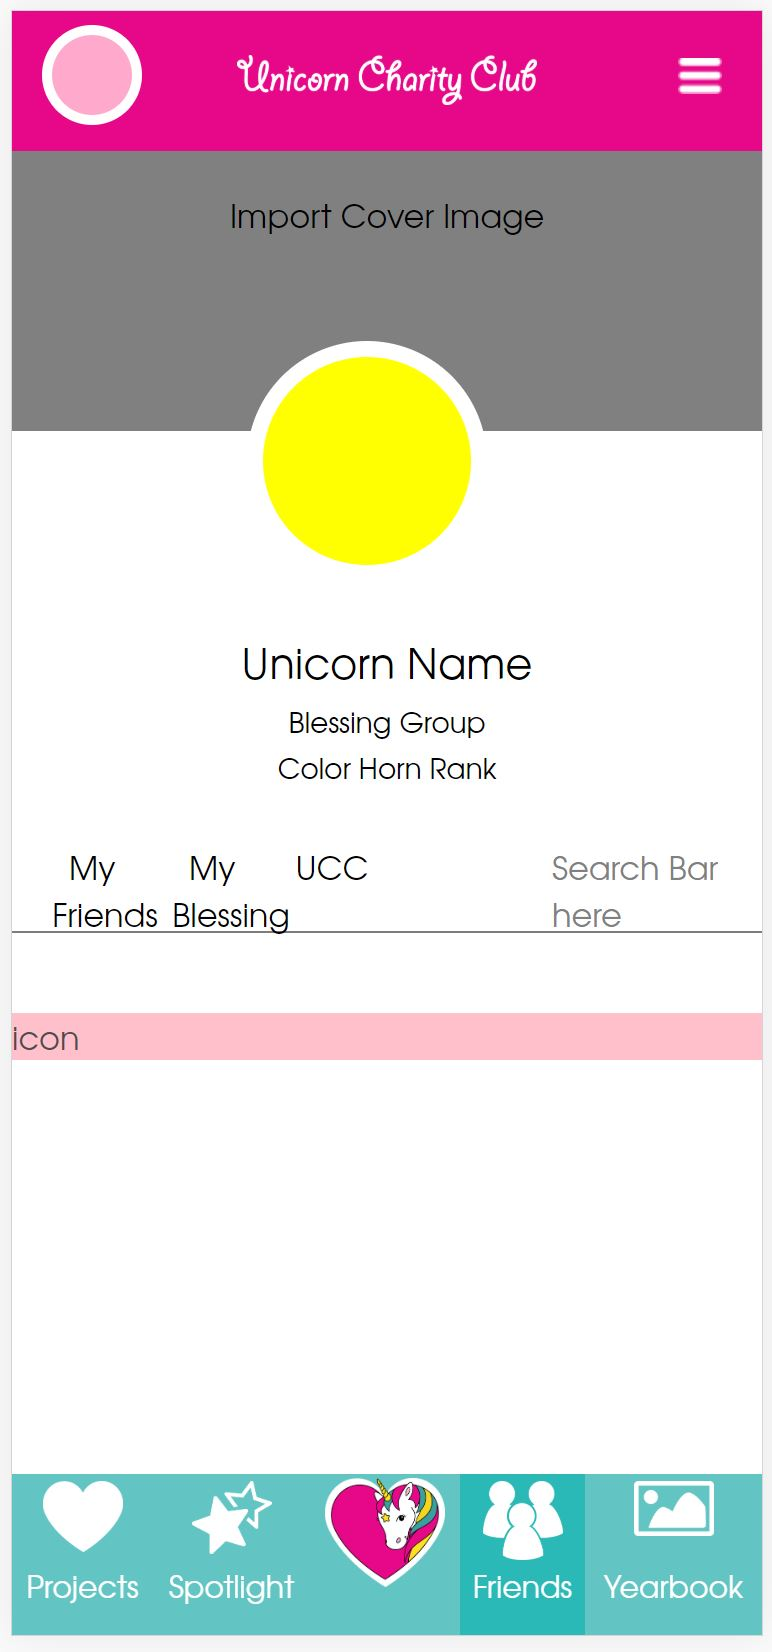 Unicorn Charity Club
Import Cover Image
Unicorn Name
Blessing Group
Color Horn Rank
My Friends
My Blessing
UCC
Search Bar here
icon
Projects
Spotlight
Friends
Yearbook